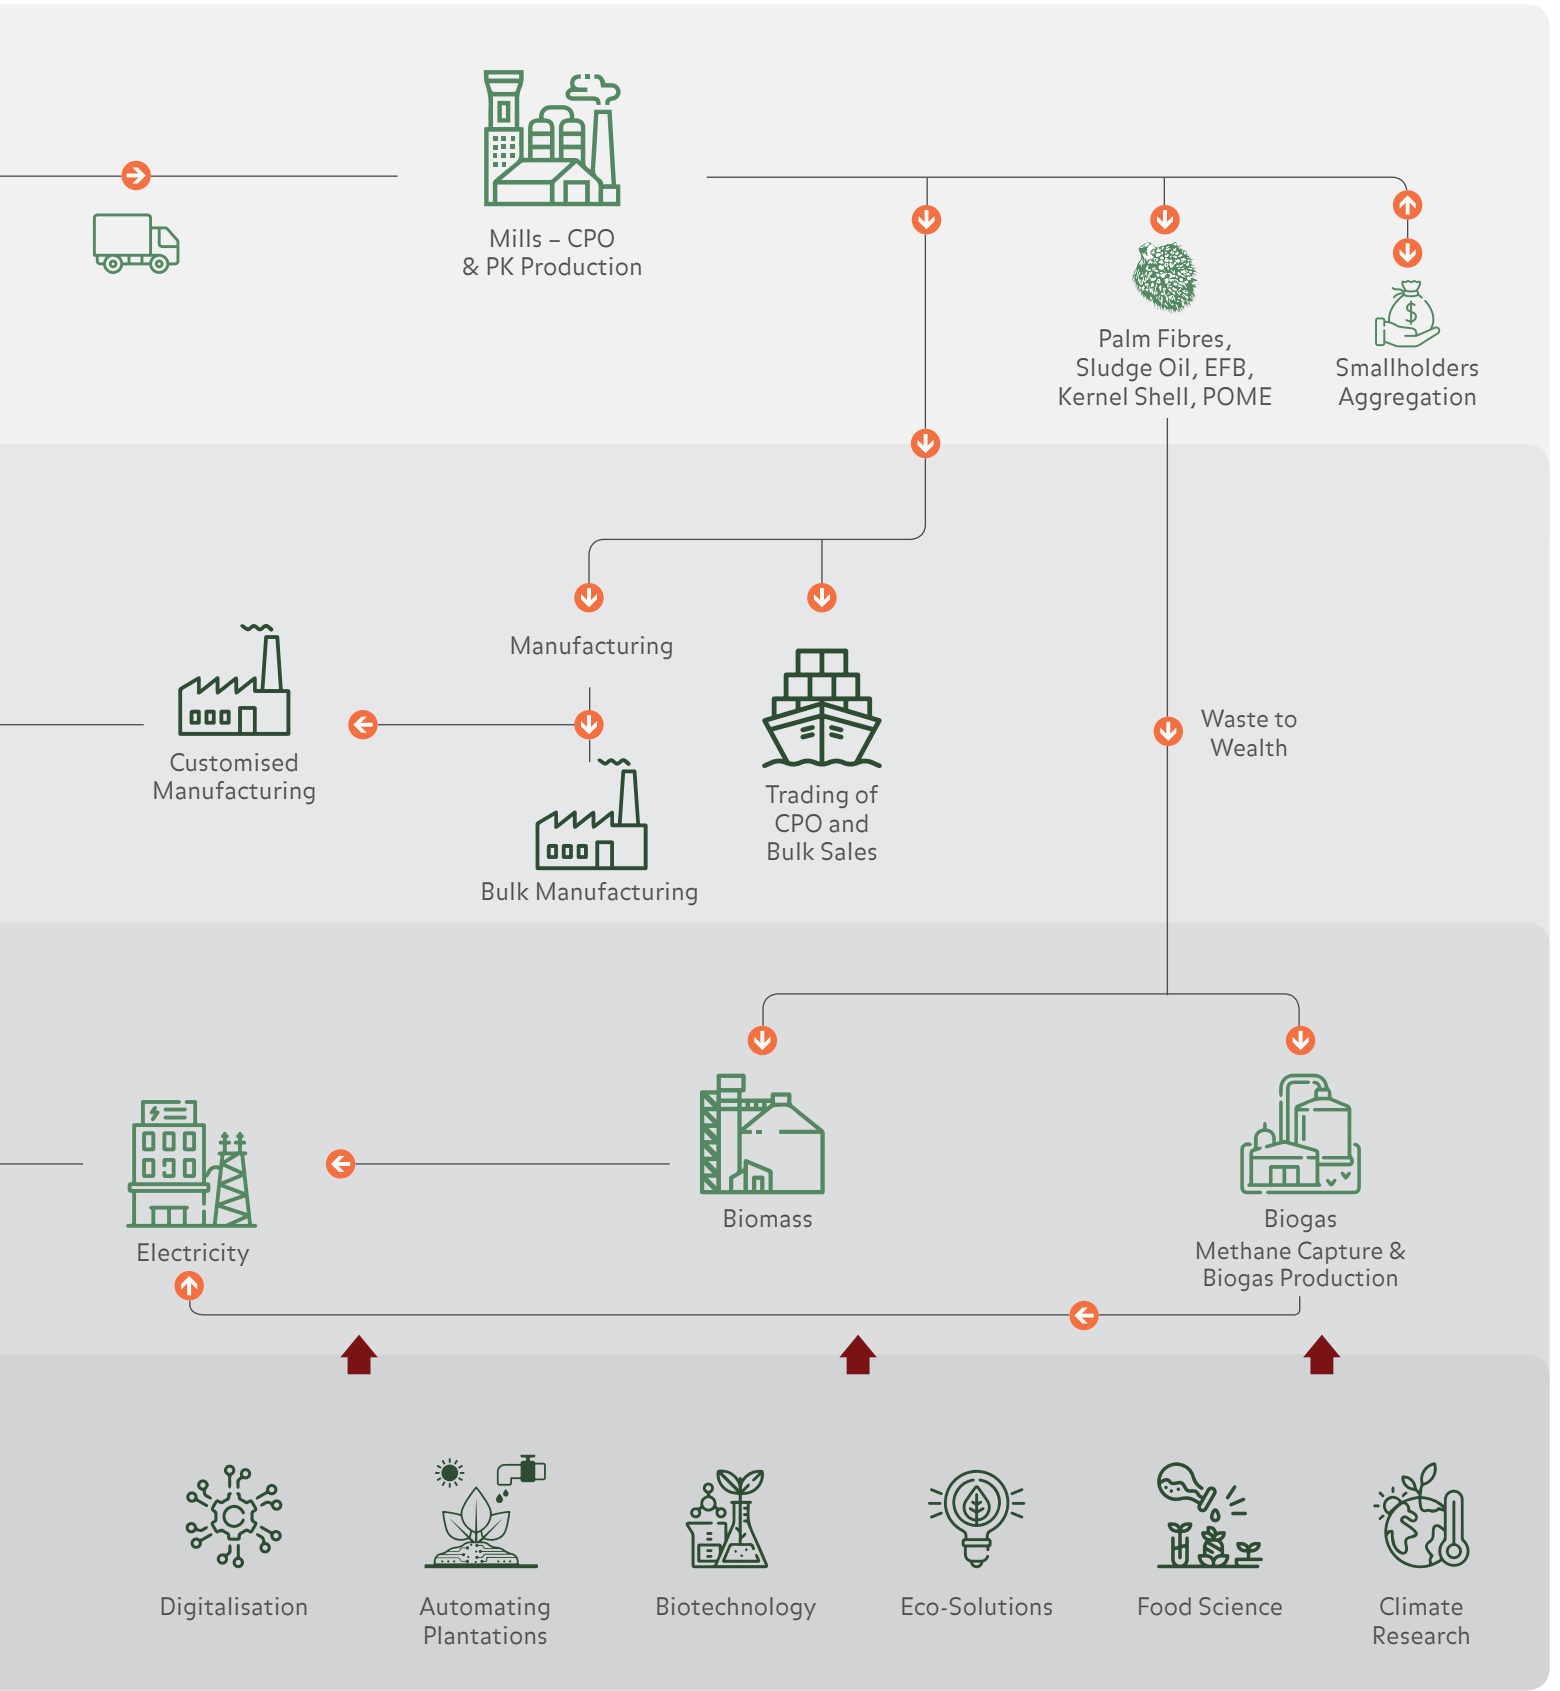 Mills – CPO
& PK Production
Palm Fibres,
Sludge Oil, EFB,
Kernel Shell, POME
Smallholders
Aggregation
Manufacturing
Customised
Manufacturing
Bulk Manufacturing
Trading of
CPO and
Bulk Sales
Waste to
Wealth
Electricity
Biomass
Biogas
Methane Capture &
Biogas Production
Digitalisation
Automating
Plantations
Biotechnology
Eco-Solutions
Food Science
Climate
Research